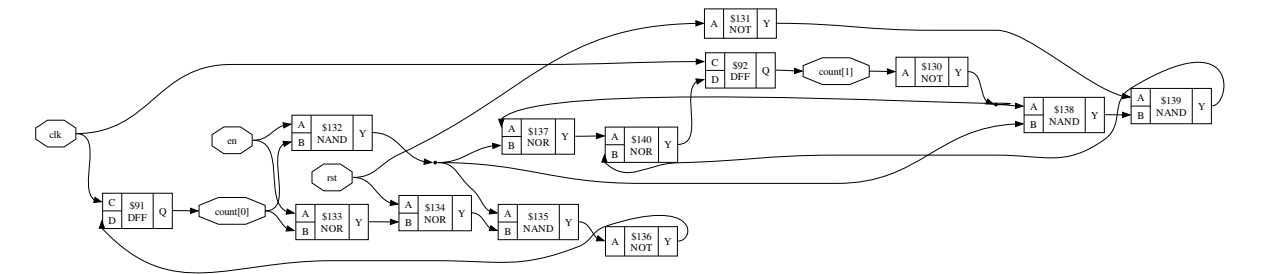 A $131 NOT Y
C D $92 DFF Q
count[1]
A $130 NOT Y
A B $139 NAND Y
A B $138 NAND Y
clk
en
A B $132 NAND Y
A B $137 NOR Y
A B $140 NOR Y
rst
C D $91 DFF Q
count[0]
A B $133 NOR Y
A B $134 NOR Y
A B $135 NAND Y
A $136 NOT Y